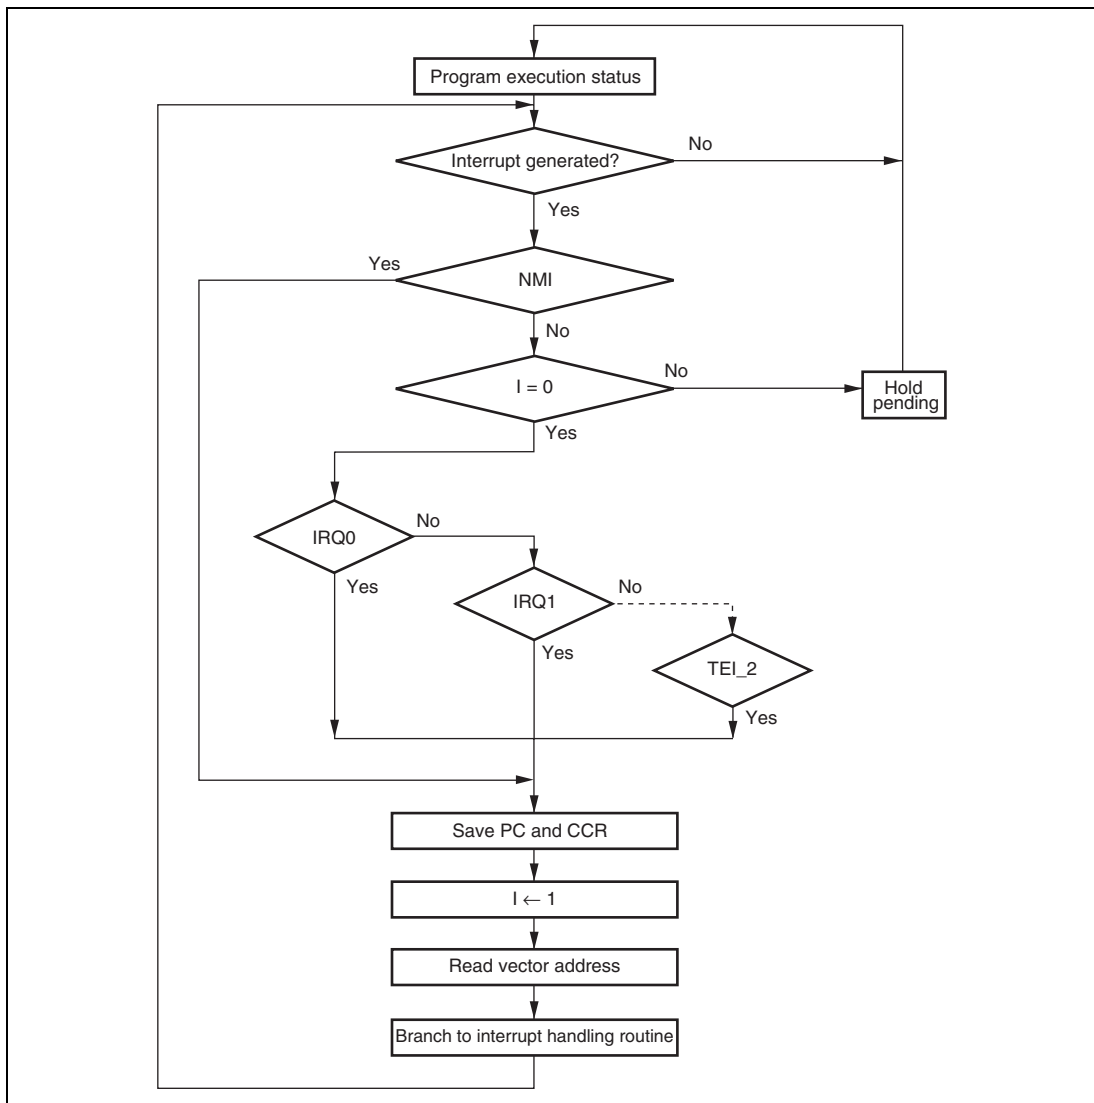 Program execution status
Interrupt generated?
No
Yes
Yes
NMI
No
I = 0
No
Hold
pending
Yes
IRQ0
No
Yes
IRQ1
No
Yes
TEI_2
Yes
Save PC and CCR
I ← 1
Read vector address
Branch to interrupt handling routine